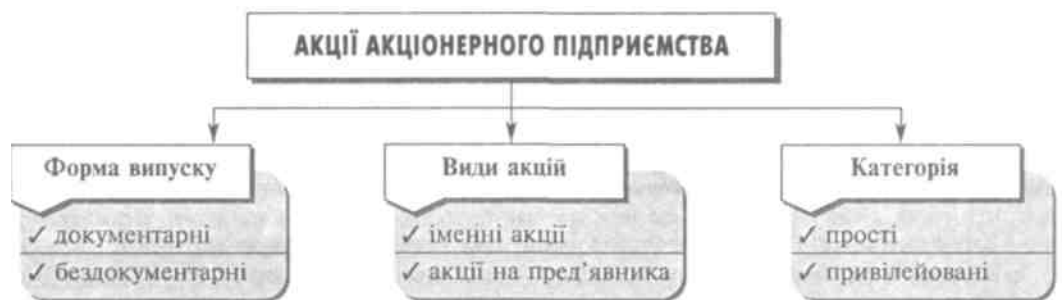 АКЦІЇ АКЦІОНЕРНОГО ПІДПРИЄМСТВА
Форма випуску
✓ документарні
✓ бездокументарні
Види акцій
✓ іменні акції
✓ акції на пред’явника
Категорія
✓ прості
✓ привілейовані